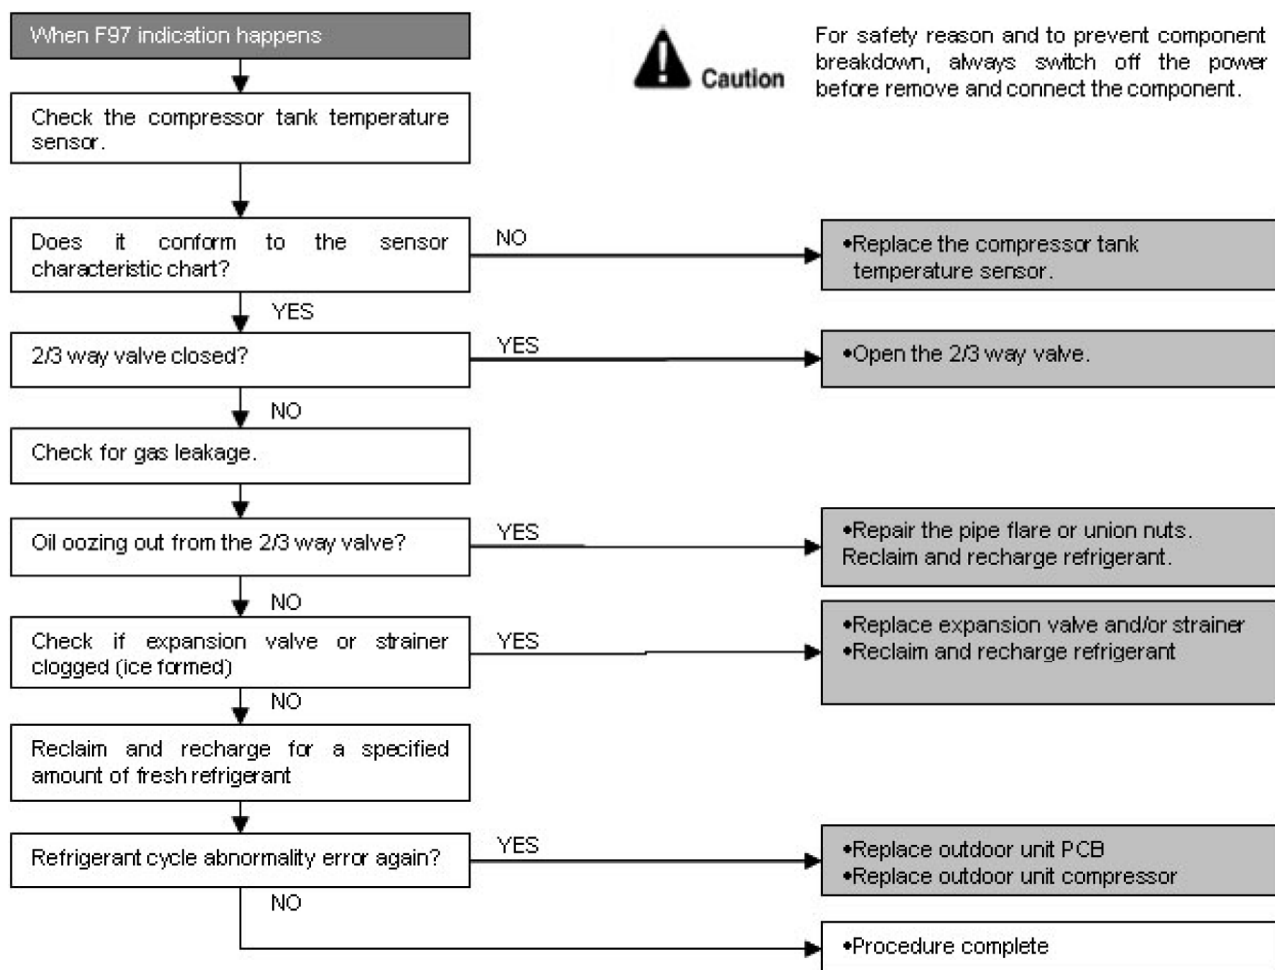 When F97 indication happens
Caution
For safety reason and to prevent component
breakdown, always switch off the power
before remove and connect the component.
Check the compressor tank temperature
sensor.
Does it conform to the sensor
characteristic chart?
NO
•Replace the compressor tank
temperature sensor.
YES
2/3 way valve closed?
YES
•Open the 2/3 way valve.
NO
Check for gas leakage.
Oil oozing out from the 2/3 way valve?
YES
•Repair the pipe flare or union nuts.
Reclaim and recharge refrigerant.
NO
Check if expansion valve or strainer
clogged (ice formed)
YES
•Replace expansion valve and/or strainer
•Reclaim and recharge refrigerant
NO
Reclaim and recharge for a specified
amount of fresh refrigerant
Refrigerant cycle abnormality error again?
YES
•Replace outdoor unit PCB
•Replace outdoor unit compressor
NO
•Procedure complete